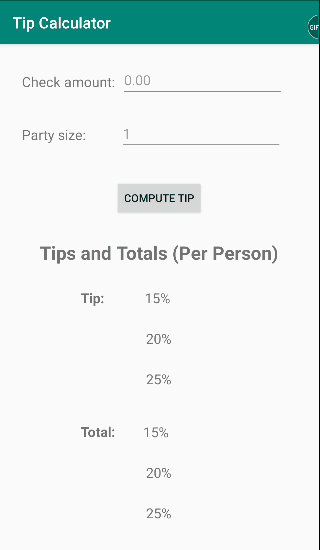 Tip Calculator
GIF
Check amount: 0.00
Party size: 1
COMPUTE TIP
Tips and Totals (Per Person)
Tip: 15%
20%
25%
Total: 15%
20%
25%